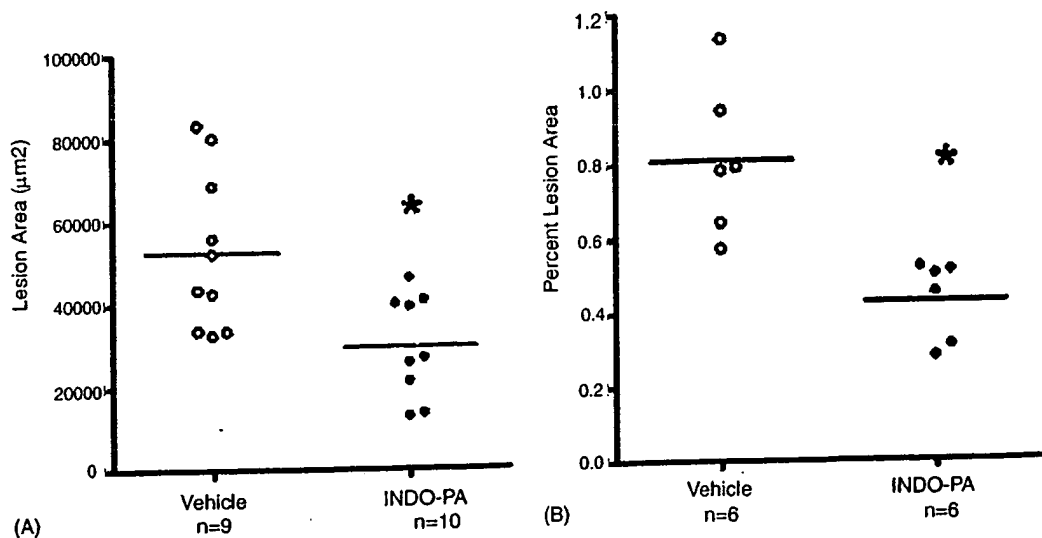 100000
80000
60000
40000
20000
0
Lesion Area (μm2)
*
Vehicle
n=9
INDO-PA
n=10
(A)
1.2
1.0
0.8
0.6
0.4
0.2
0.0
Percent Lesion Area
*
Vehicle
n=6
INDO-PA
n=6
(B)